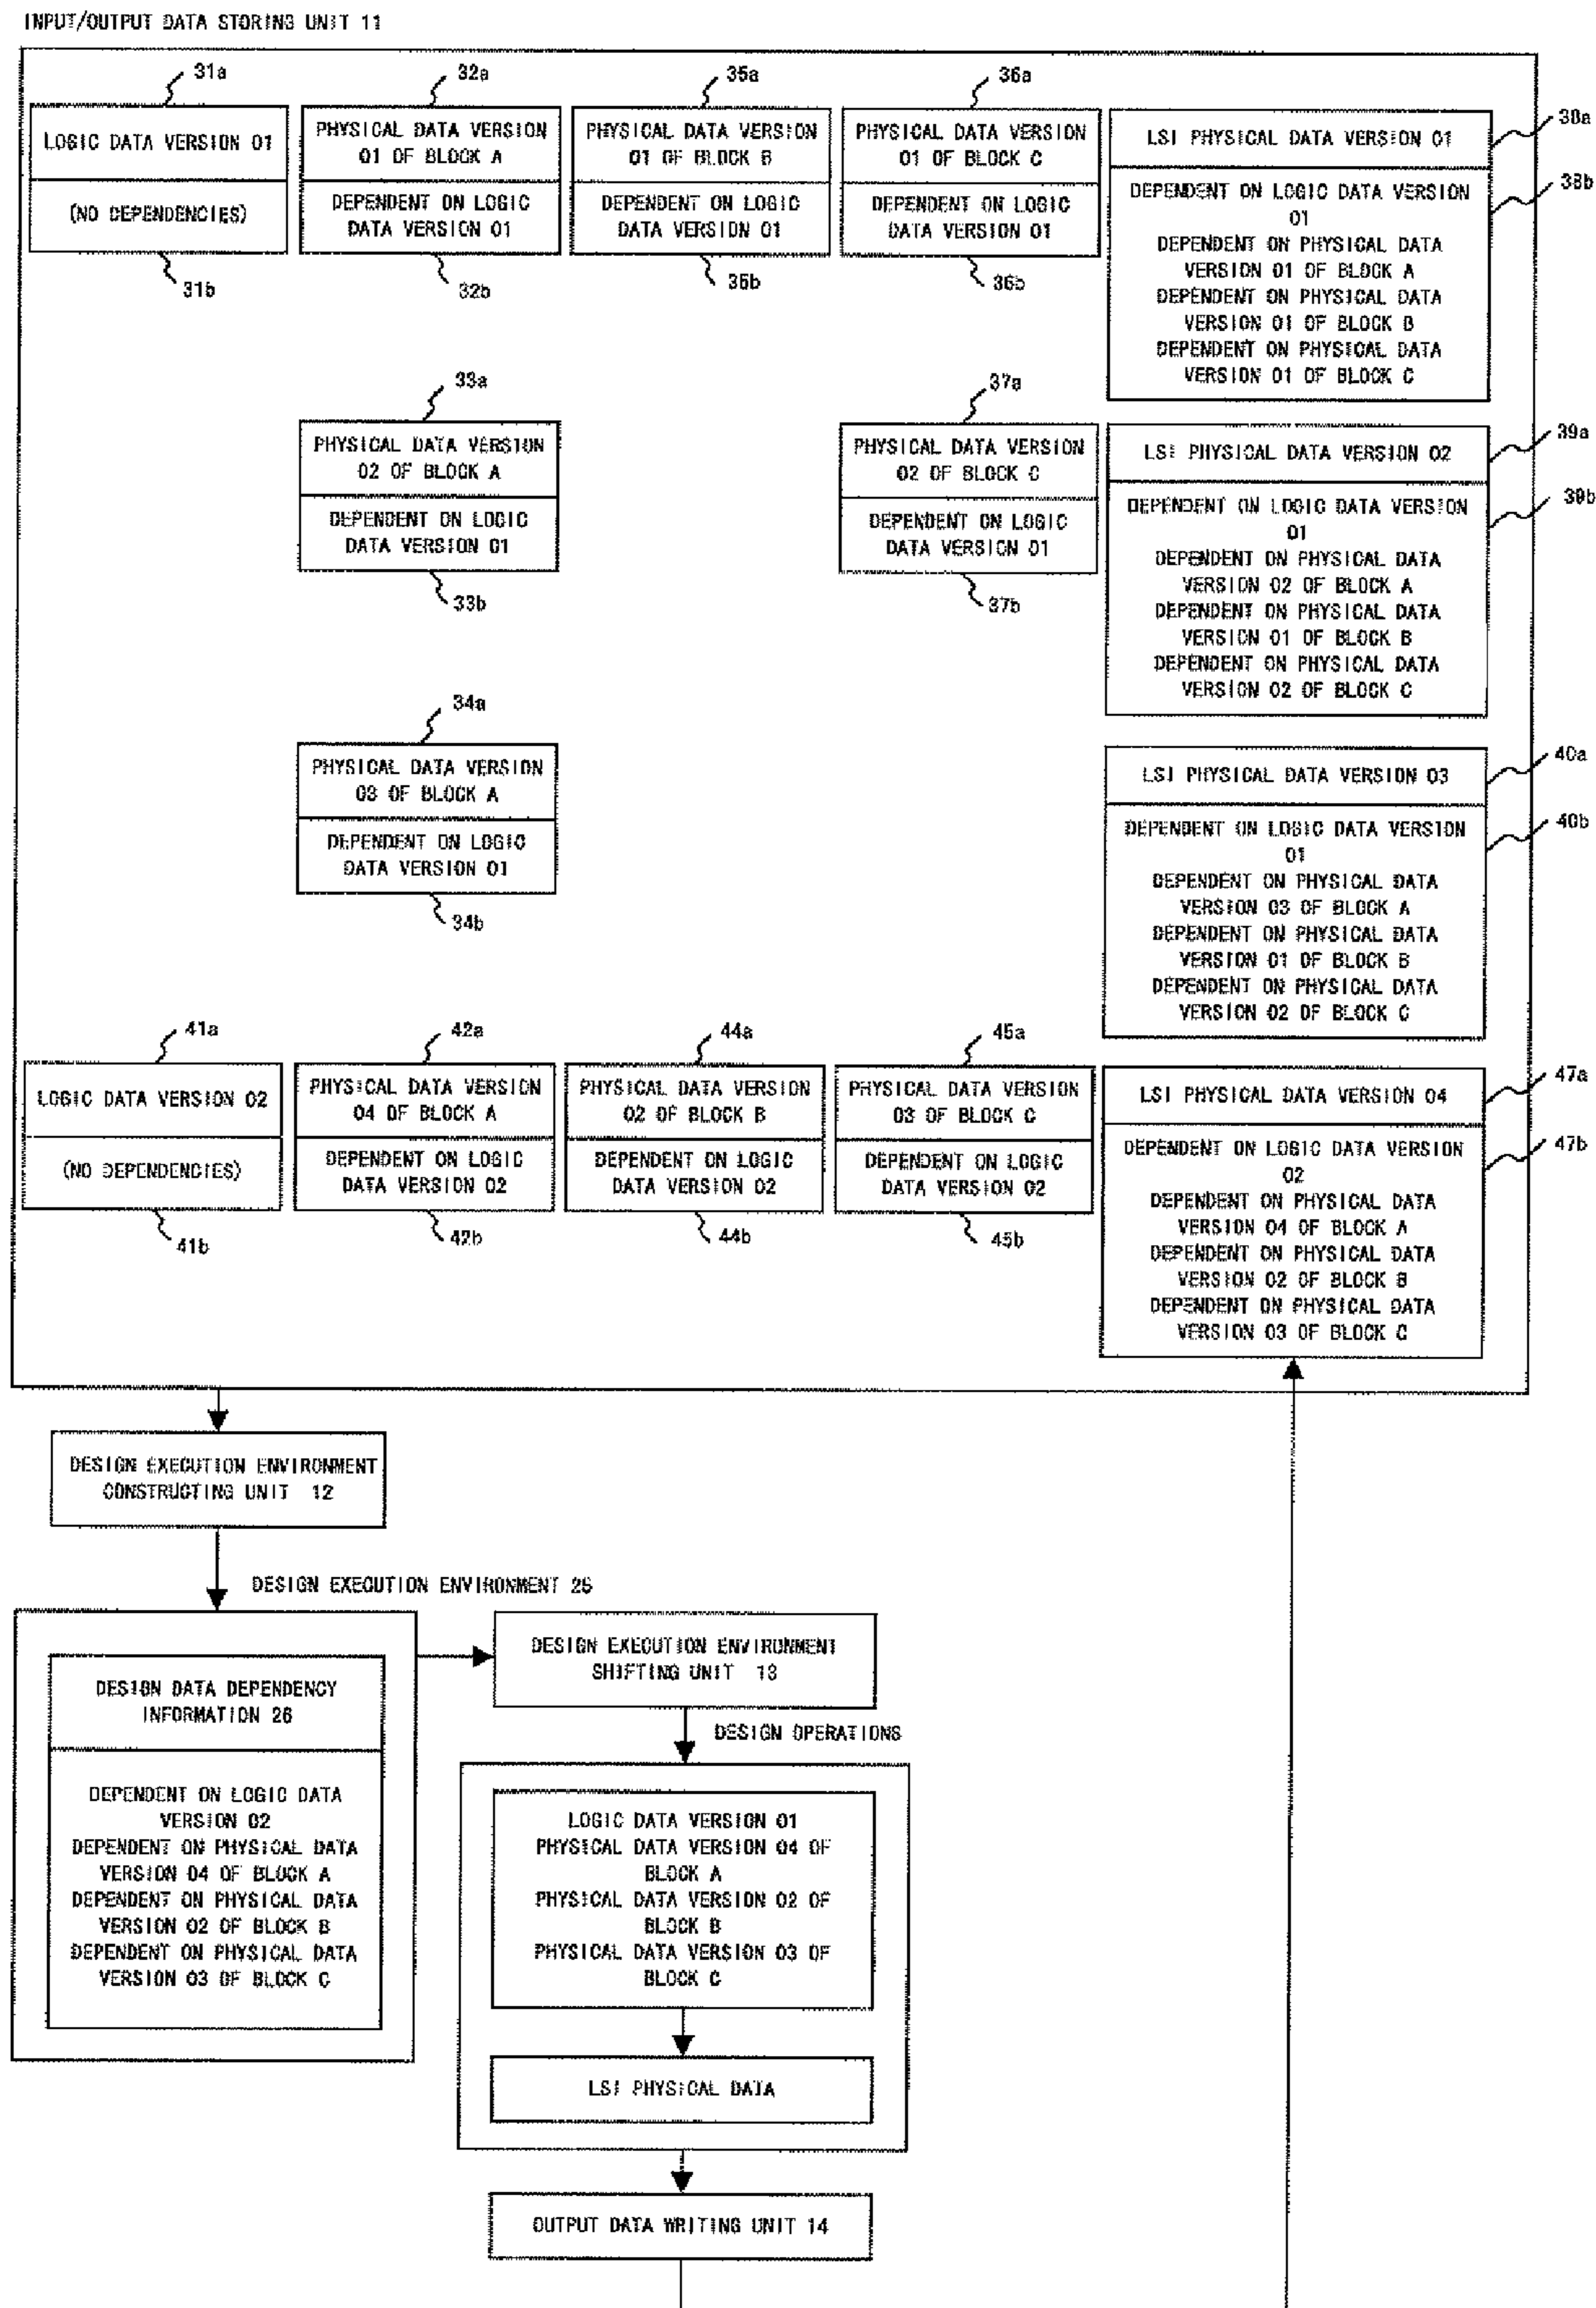 INPUT/OUTPUT DATA STORING UNIT 11
31a
32a
35a
36a
LOGIC DATA VERSION 01
(NO DEPENDENCIES)
31b
PHYSICAL DATA VERSION
01 OF BLOCK A
DEPENDENT ON LOGIC
DATA VERSION 01
32b
PHYSICAL DATA VERSION
01 OF BLOCK B
DEPENDENT ON LOGIC
DATA VERSION 01
35b
PHYSICAL DATA VERSION
01 OF BLOCK C
DEPENDENT ON LOGIC
DATA VERSION 01
36b
LSI PHYSICAL DATA VERSION 01
38a
DEPENDENT ON LOGIC DATA VERSION
01
DEPENDENT ON PHYSICAL DATA
VERSION 01 OF BLOCK A
DEPENDENT ON PHYSICAL DATA
VERSION 01 OF BLOCK B
DEPENDENT ON PHYSICAL DATA
VERSION 01 OF BLOCK C
38b
33a
PHYSICAL DATA VERSION
02 OF BLOCK A
DEPENDENT ON LOGIC
DATA VERSION 01
33b
37a
PHYSICAL DATA VERSION
02 OF BLOCK C
DEPENDENT ON LOGIC
DATA VERSION 01
37b
LSI PHYSICAL DATA VERSION 02
39a
DEPENDENT ON LOGIC DATA VERSION
01
DEPENDENT ON PHYSICAL DATA
VERSION 02 OF BLOCK A
DEPENDENT ON PHYSICAL DATA
VERSION 01 OF BLOCK B
DEPENDENT ON PHYSICAL DATA
VERSION 02 OF BLOCK C
39b
34a
PHYSICAL DATA VERSION
03 OF BLOCK A
DEPENDENT ON LOGIC
DATA VERSION 01
34b
LSI PHYSICAL DATA VERSION 03
40a
DEPENDENT ON LOGIC DATA VERSION
01
DEPENDENT ON PHYSICAL DATA
VERSION 03 OF BLOCK A
DEPENDENT ON PHYSICAL DATA
VERSION 01 OF BLOCK B
DEPENDENT ON PHYSICAL DATA
VERSION 02 OF BLOCK C
40b
41a
LOGIC DATA VERSION 02
(NO DEPENDENCIES)
41b
42a
PHYSICAL DATA VERSION
04 OF BLOCK A
DEPENDENT ON LOGIC
DATA VERSION 02
42b
44a
PHYSICAL DATA VERSION
02 OF BLOCK B
DEPENDENT ON LOGIC
DATA VERSION 02
44b
45a
PHYSICAL DATA VERSION
03 OF BLOCK C
DEPENDENT ON LOGIC
DATA VERSION 02
45b
LSI PHYSICAL DATA VERSION 04
47a
DEPENDENT ON LOGIC DATA VERSION
02
DEPENDENT ON PHYSICAL DATA
VERSION 04 OF BLOCK A
DEPENDENT ON PHYSICAL DATA
VERSION 02 OF BLOCK B
DEPENDENT ON PHYSICAL DATA
VERSION 03 OF BLOCK C
47b
DESIGN EXECUTION ENVIRONMENT
CONSTRUCTING UNIT 12
DESIGN EXECUTION ENVIRONMENT 25
DESIGN DATA DEPENDENCY
INFORMATION 26
DEPENDENT ON LOGIC DATA
VERSION 02
DEPENDENT ON PHYSICAL DATA
VERSION 04 OF BLOCK A
DEPENDENT ON PHYSICAL DATA
VERSION 02 OF BLOCK B
DEPENDENT ON PHYSICAL DATA
VERSION 03 OF BLOCK C
DESIGN EXECUTION ENVIRONMENT
SHIFTING UNIT 13
DESIGN OPERATIONS
LOGIC DATA VERSION 01
PHYSICAL DATA VERSION 04 OF
BLOCK A
PHYSICAL DATA VERSION 02 OF
BLOCK B
PHYSICAL DATA VERSION 03 OF
BLOCK C
LSI PHYSICAL DATA
OUTPUT DATA WRITING UNIT 14